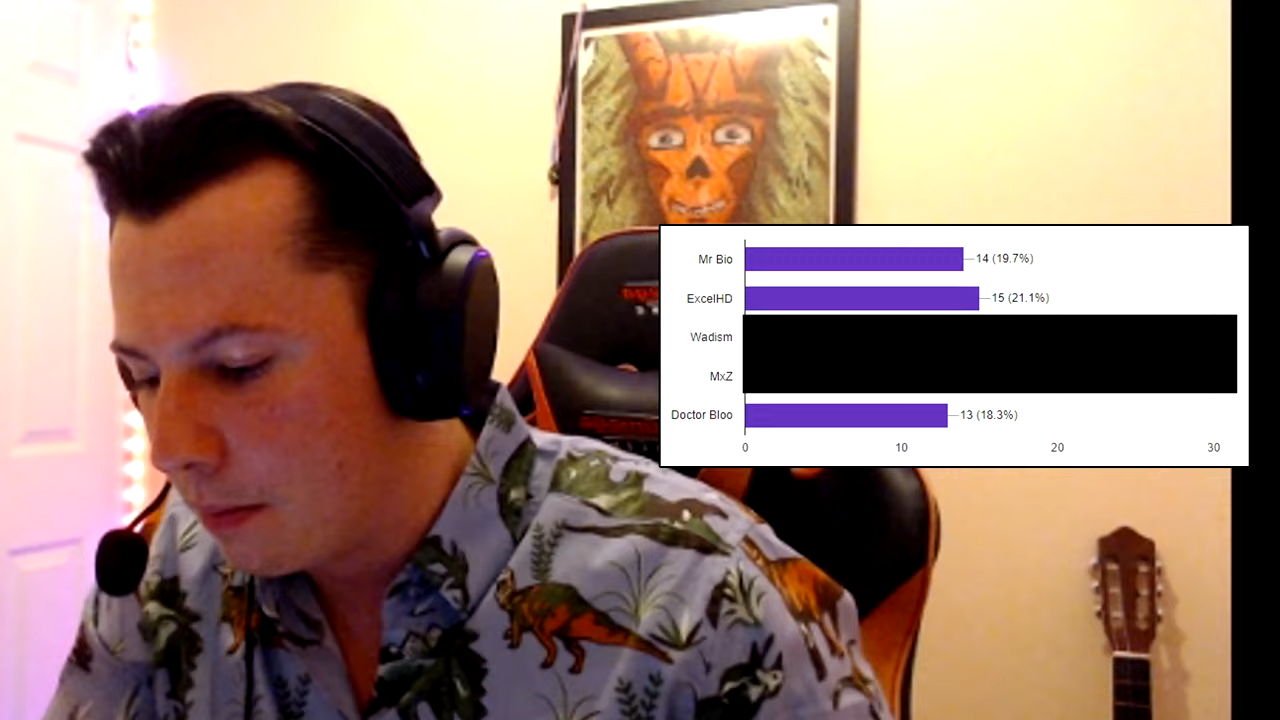 Mr Bio 14 (19.7%)
ExcelHD 15 (21.1%)
Wadism
MxZ
Doctor Bloo 13 (18.3%)
0 10 20 30